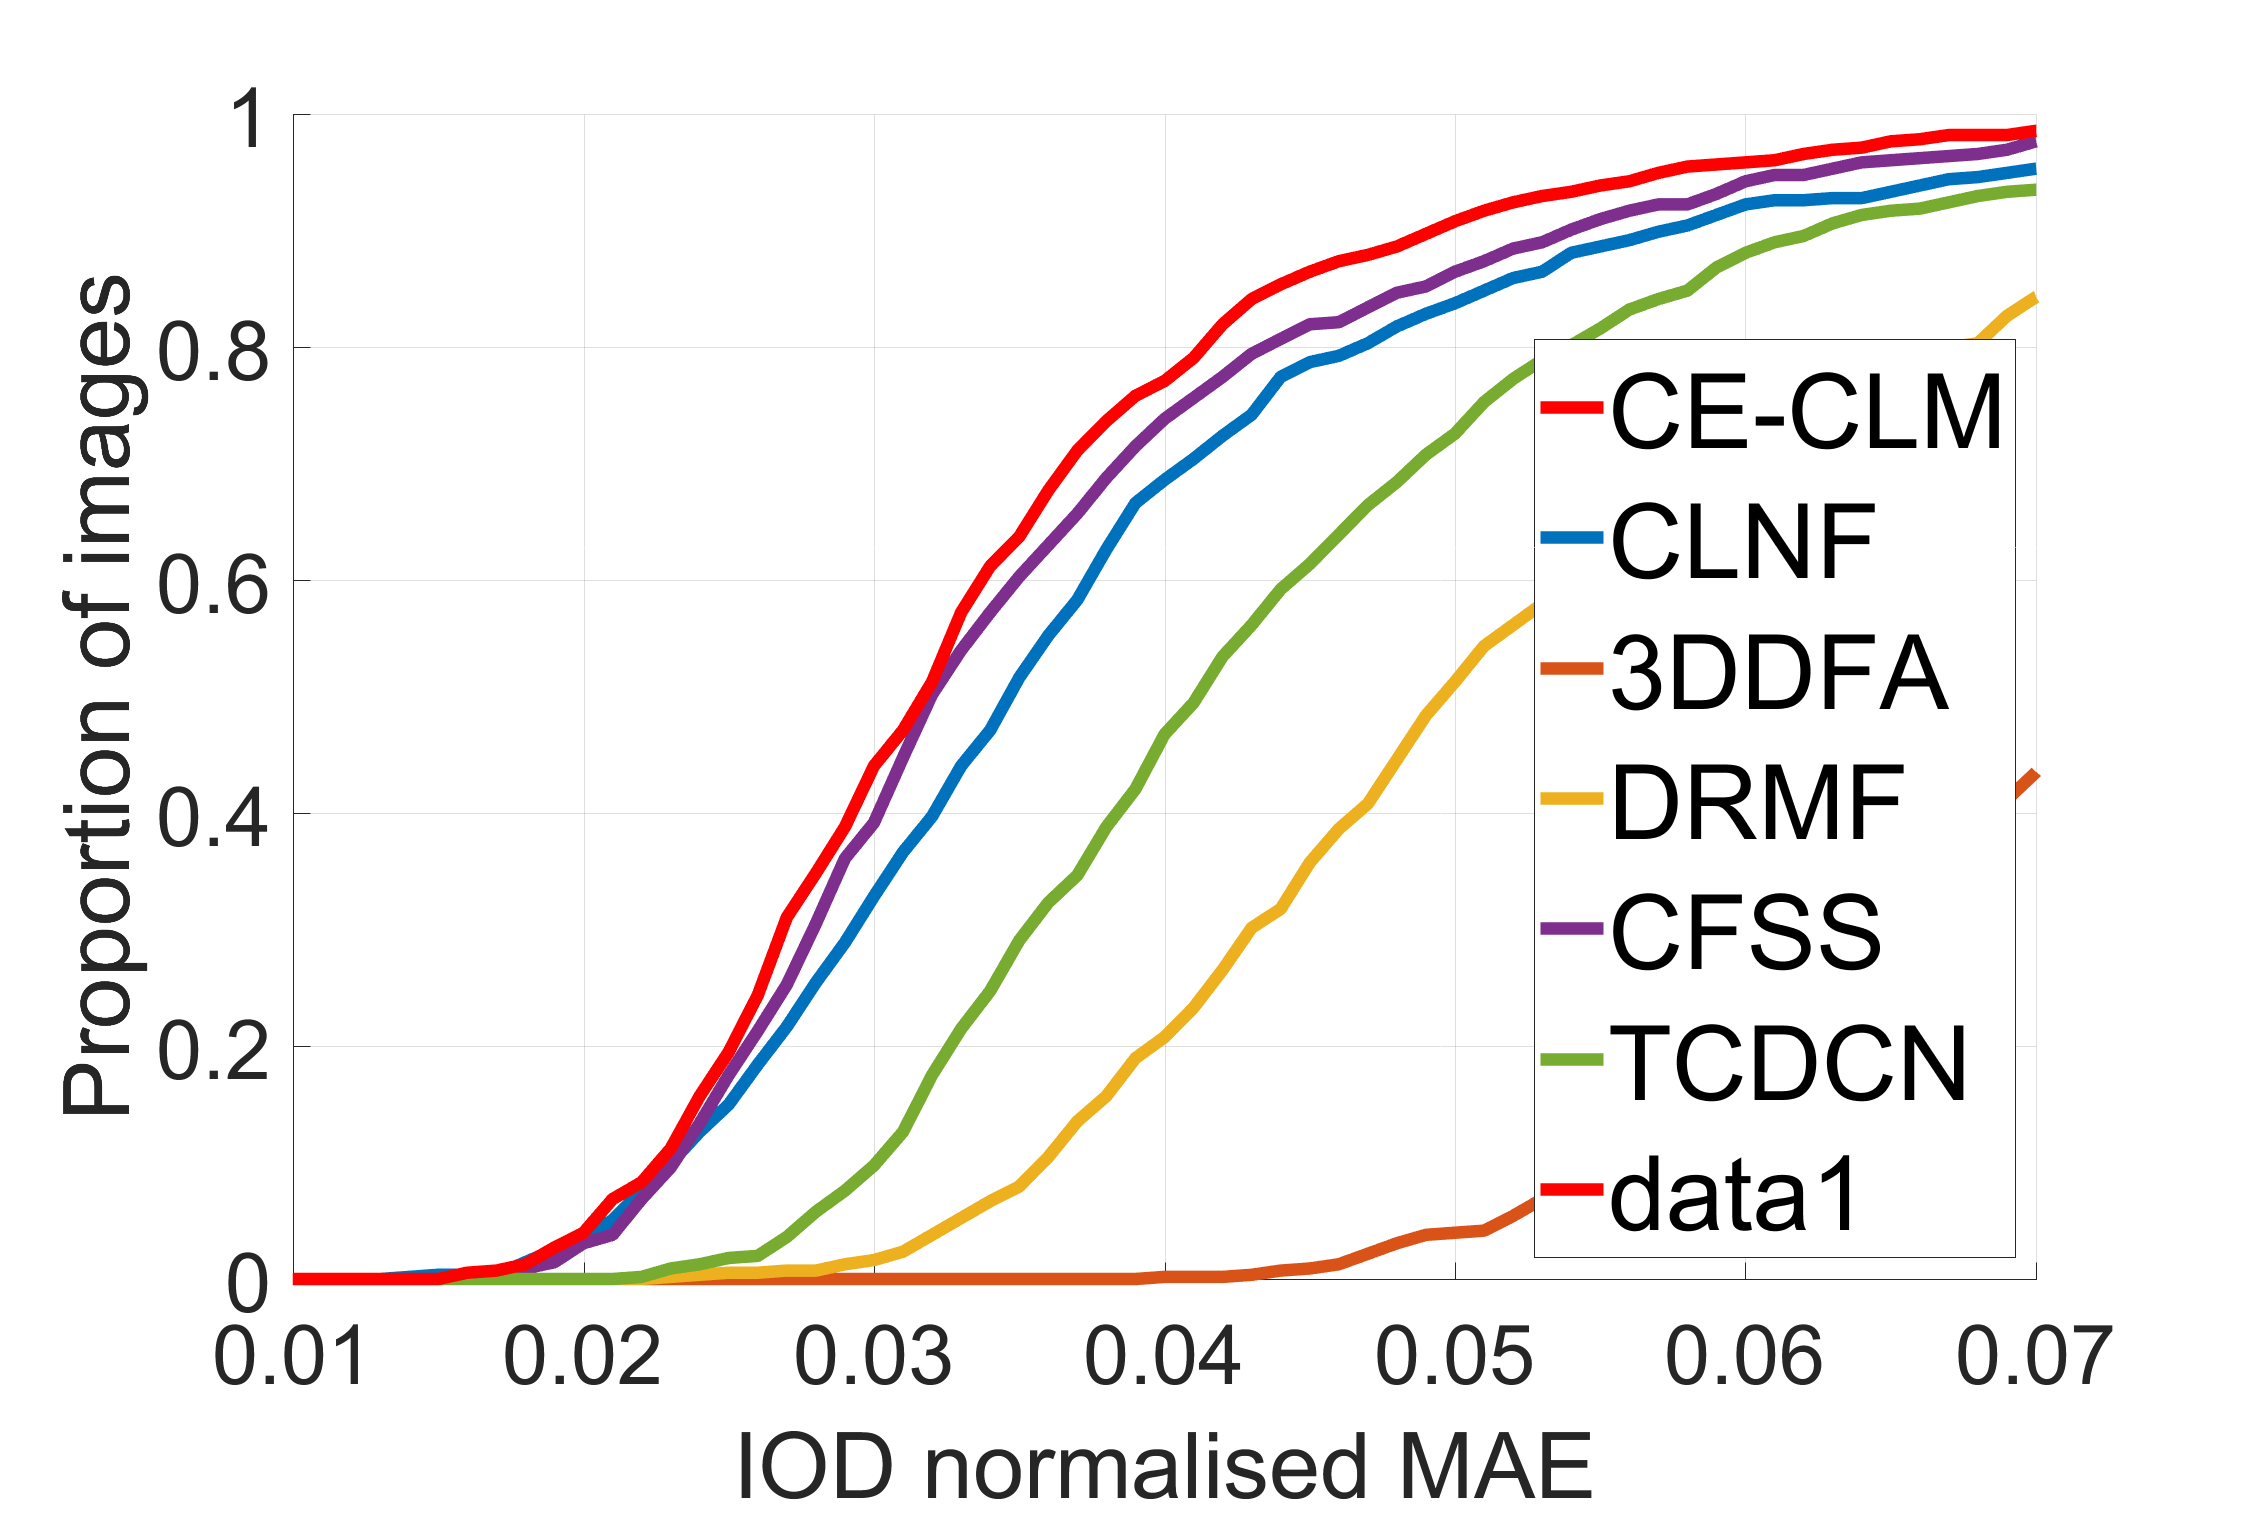 Proportion of images
1
0.8
0.6
0.4
0.2
0
0.01 0.02 0.03 0.04 0.05 0.06 0.07
IOD normalised MAE
CE-CLM
CLNF
3DDFA
DRMF
CFSS
TCDCN
data1